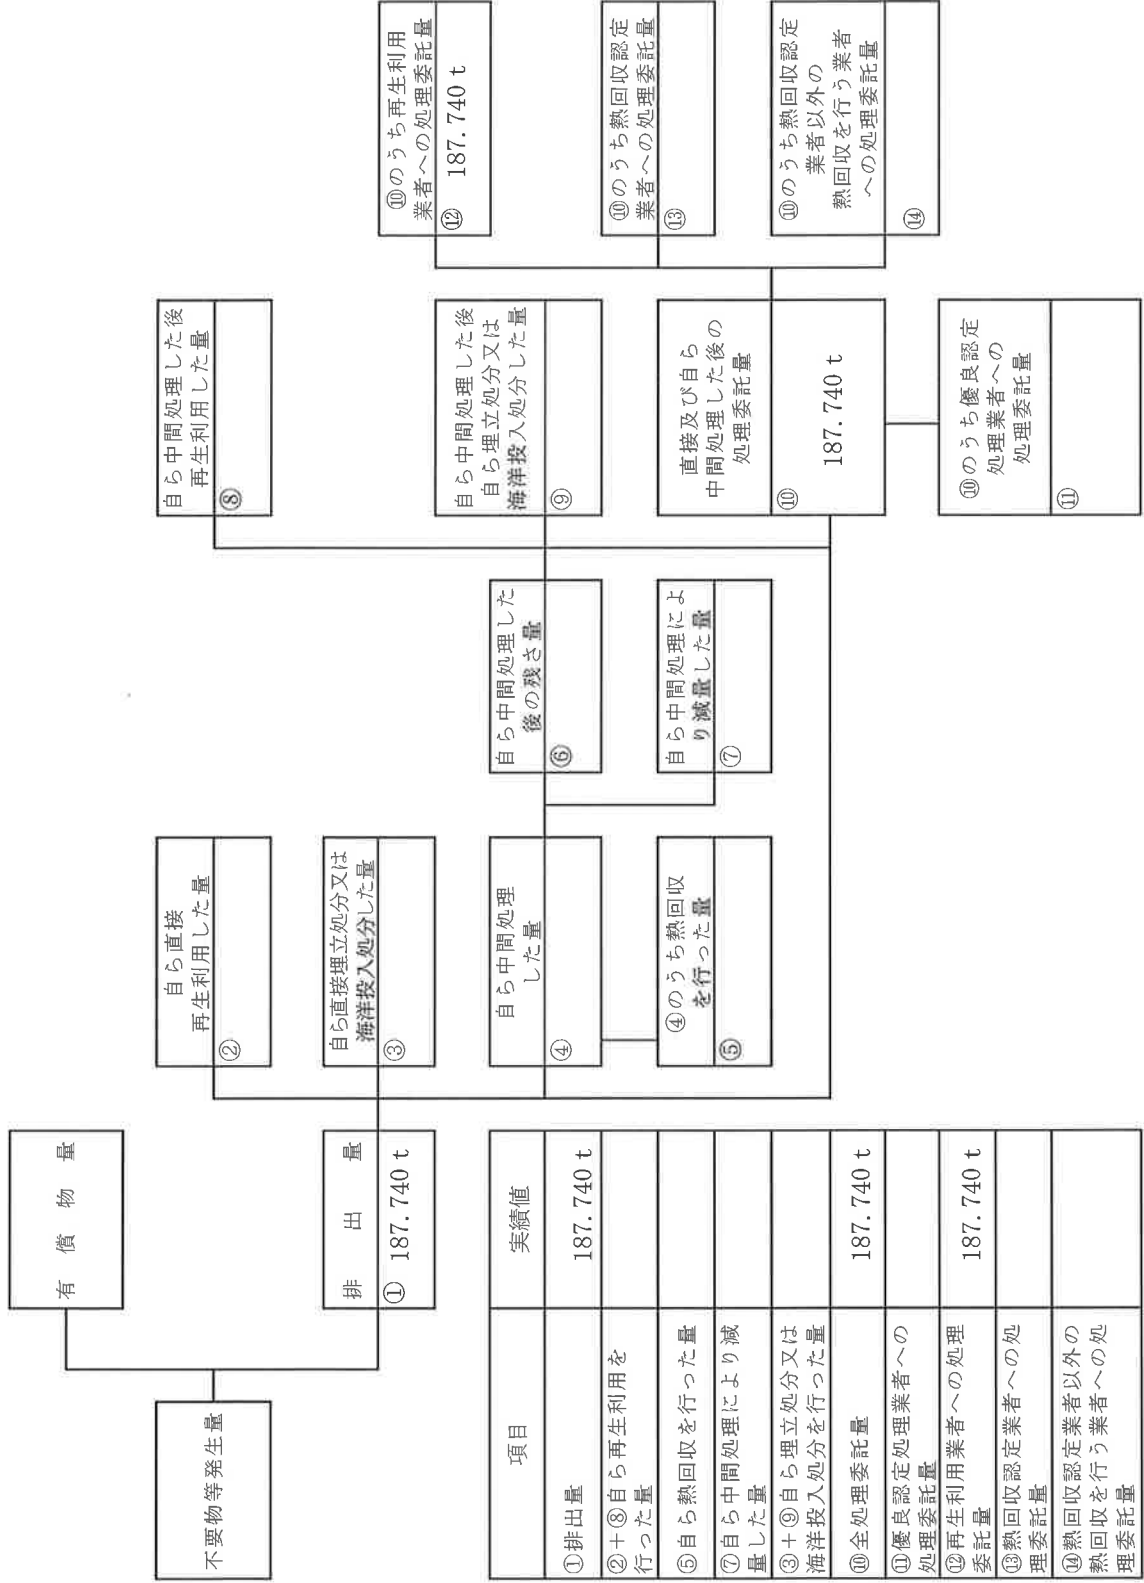 不要物等発生量
有償物量
排出量
① 187.740 t
自ら直接
再生利用した量
②
自ら直接埋立処分又は
海洋投入処分した量
③
自ら中間処理
した量
④
④のうち熱回収
を行った量
⑤
自ら中間処理した
後の残さ量
⑥
自ら中間処理によ
り減量した量
⑦
自ら中間処理した後
再生利用した量
⑧
自ら中間処理した後
自ら埋立処分又は
海洋投入処分した量
⑨
直接及び自ら
中間処理した後の
処理委託量
⑩
187.740 t
⑩のうち優良認定
処理業者への
処理委託量
⑪
⑩のうち再生利用
業者への処理委託量
⑫ 187.740 t
⑩のうち熱回収認定
業者への処理委託量
⑬
⑩のうち熱回収認定
業者以外の
熱回収を行う業者
への処理委託量
⑭
項目 実績値
①排出量 187.740 t
②+⑧自ら再生利用を
行った量
⑤自ら熱回収を行った量
⑦自ら中間処理により減
量した量
③+⑨自ら埋立処分又は
海洋投入処分を行った量
⑩全処理委託量 187.740 t
⑪優良認定処理業者への
処理委託量
⑫再生利用業者への処理
委託量 187.740 t
⑬熱回収認定業者への処
理委託量
⑭熱回収認定業者以外の
熱回収を行う業者への処
理委託量